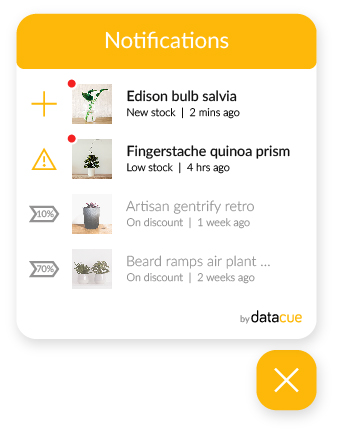 Notifications
Edison bulb salvia
New stock | 2 mins ago
Fingerstache quinoa prism
Low stock | 4 hrs ago
10%
Artisan gentrify retro
On discount | 1 week ago
70%
Beard ramps air plant ...
On discount | 2 weeks ago
by datacue